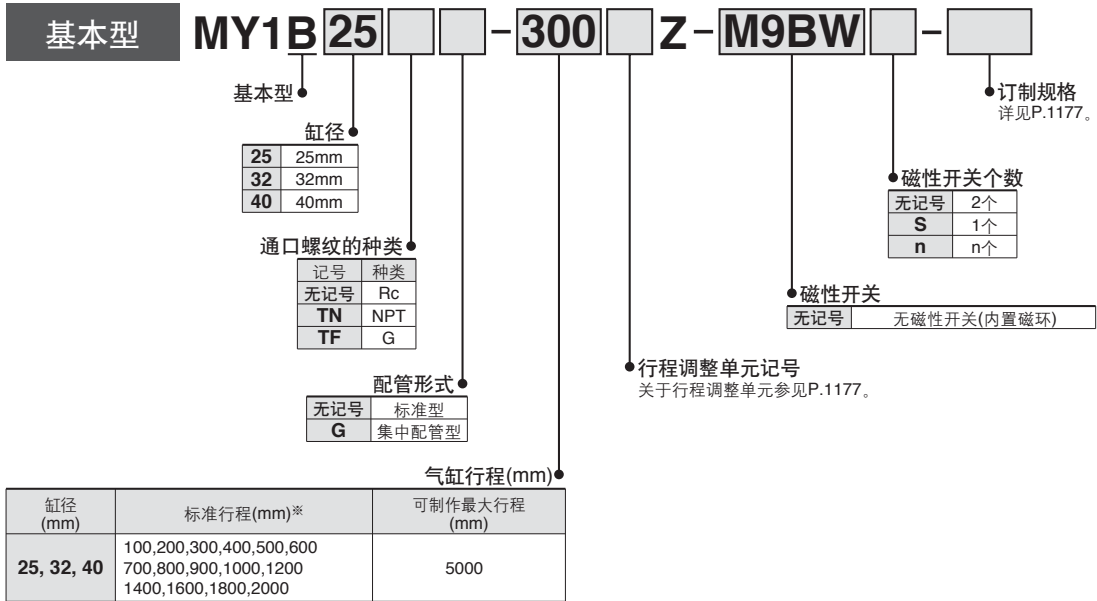 基本型 MY1B25 -300 Z-M9BW -
基本型
订制规格
详见P.1177。
缸径
25 25mm
32 32mm
40 40mm
磁性开关个数
无记号 2个
S 1个
n n个
通口螺纹的种类
记号 种类
无记号 Rc
TN NPT
TF G
磁性开关
无记号 无磁性开关(内置磁环)
行程调整单元记号
关于行程调整单元参见P.1177。
配管形式
无记号 标准型
G 集中配管型
气缸行程(mm)
缸径
(mm)
标准行程(mm)※
可制作最大行程
(mm)
25, 32, 40
100,200,300,400,500,600
700,800,900,1000,1200
1400,1600,1800,2000
5000